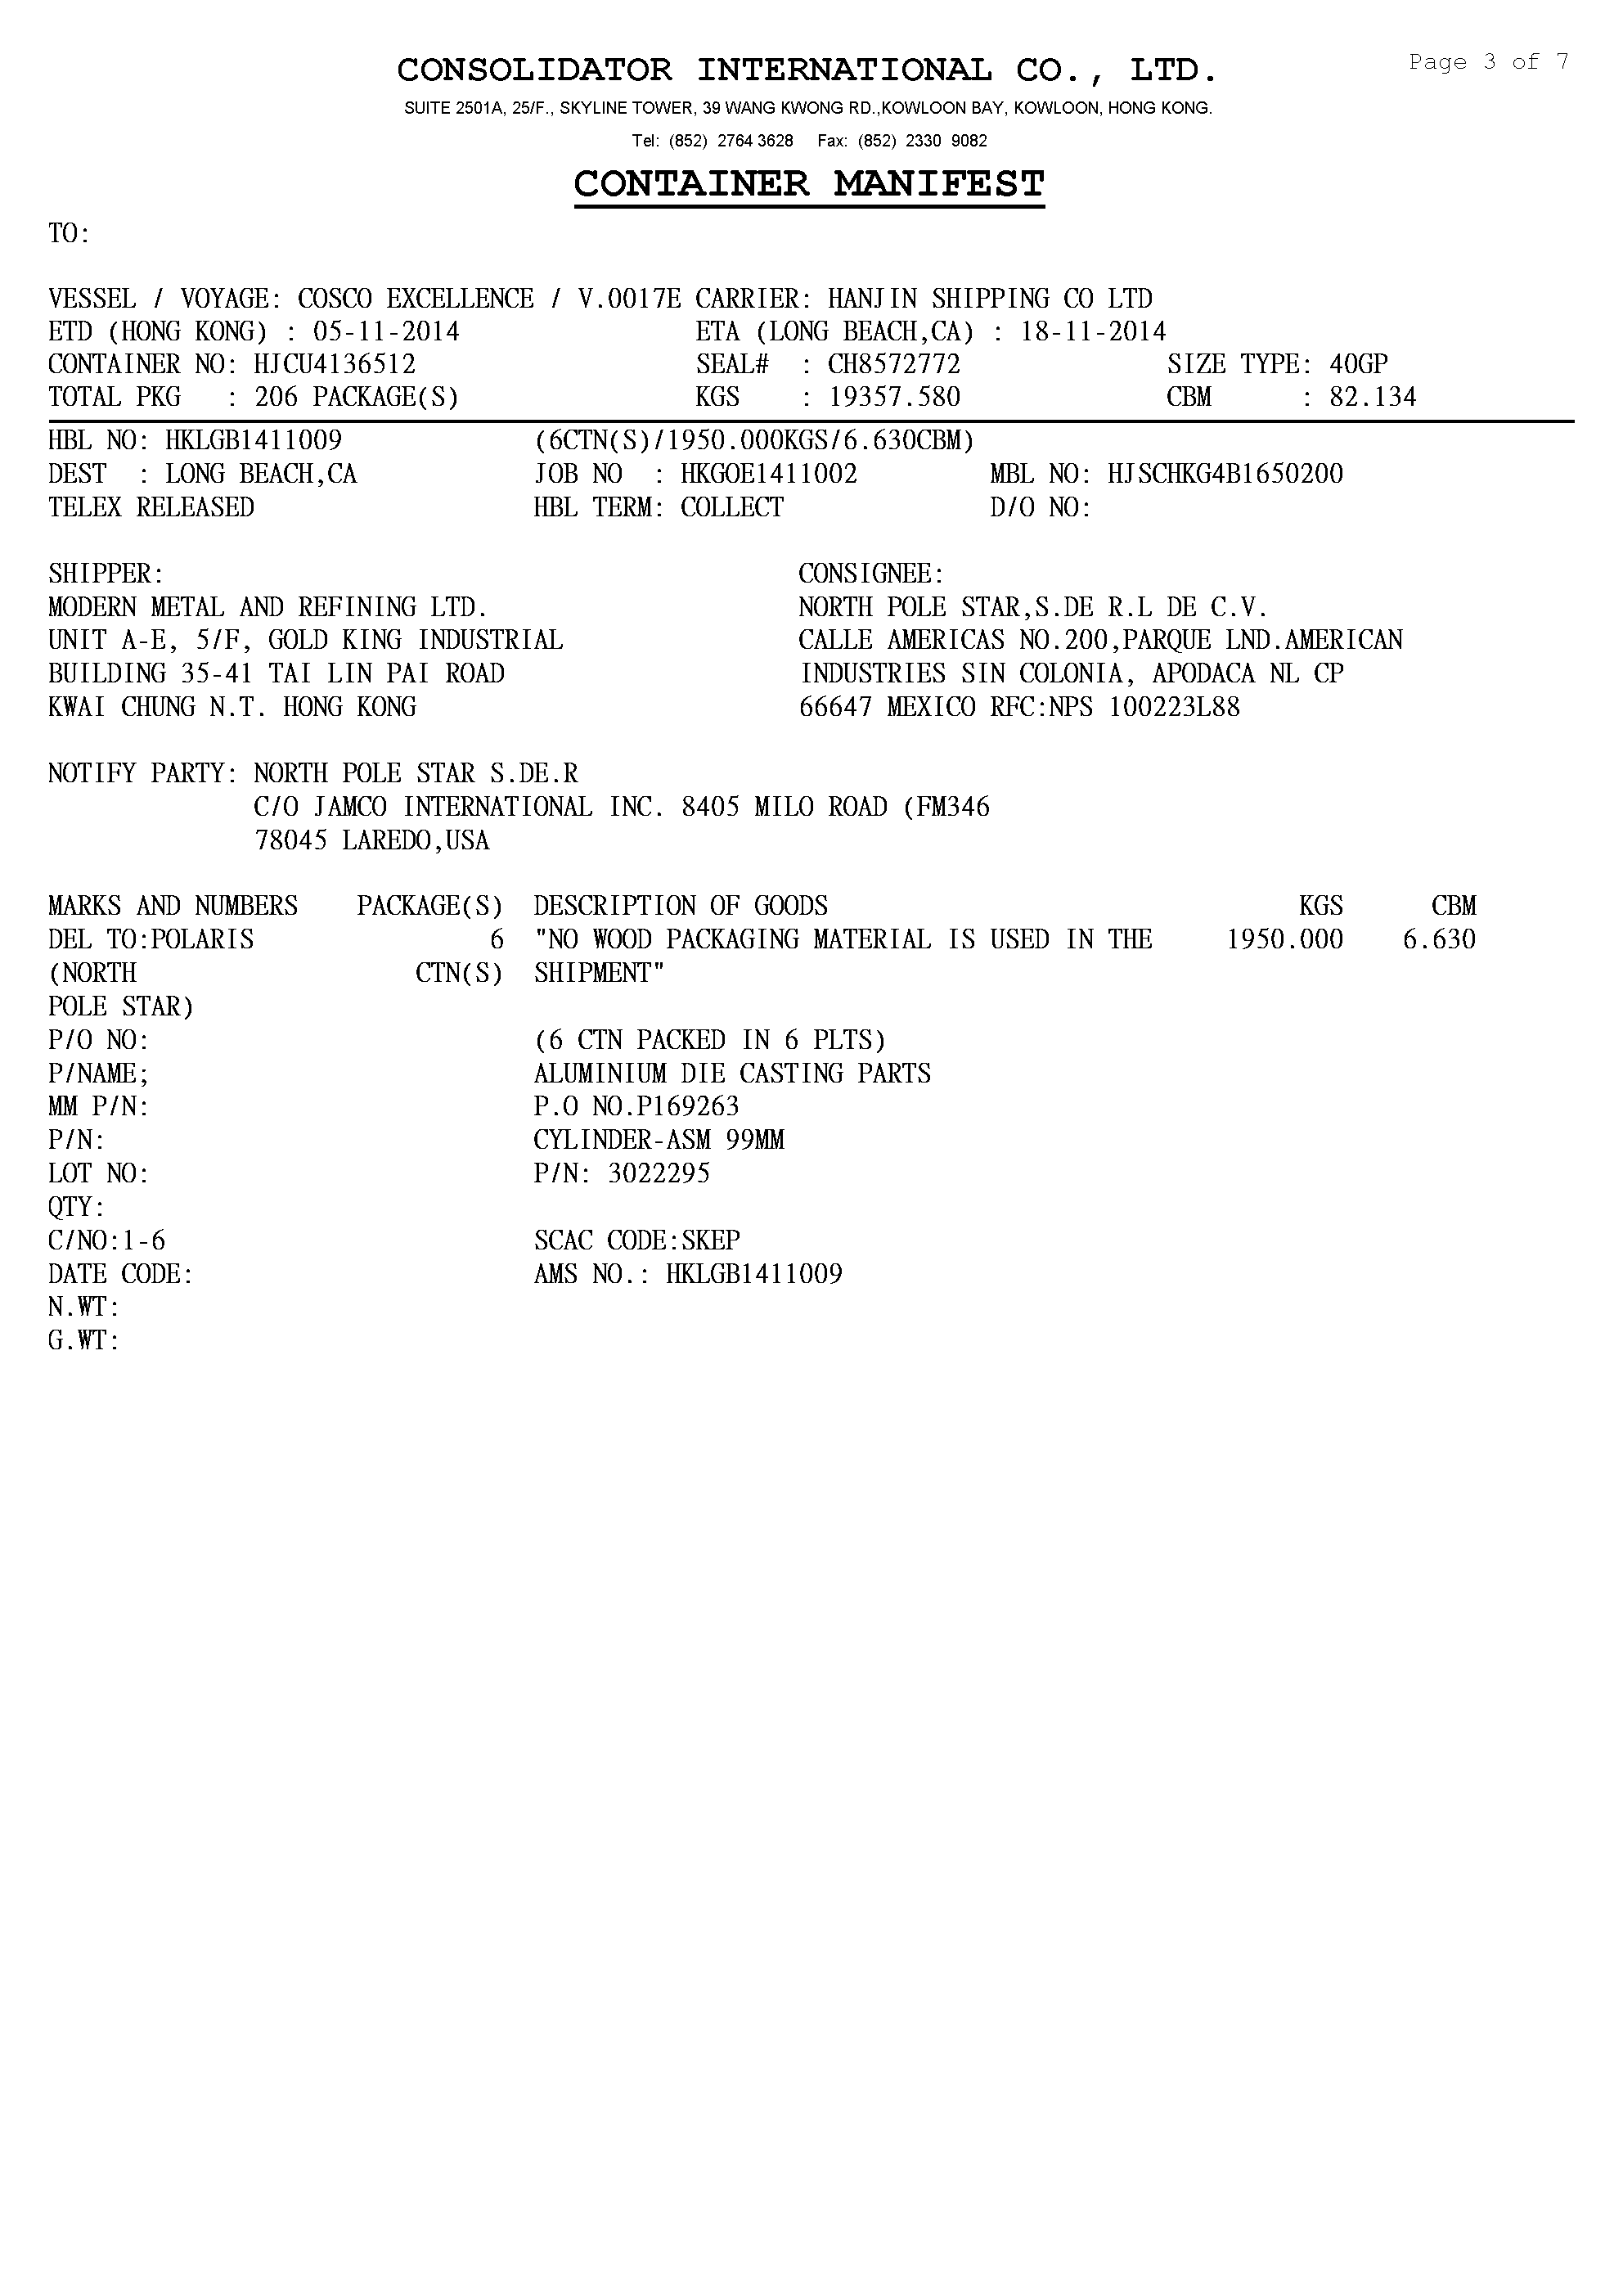 CONSOLIDATOR INTERNATIONAL CO., LTD. Page 3 of 7
SUITE 2501A, 25/F., SKYLINE TOWER, 39 WANG KWONG RD.,KOWLOON BAY, KOWLOON, HONG KONG.
Tel: (852) 2764 3628 Fax: (852) 2330 9082
CONTAINER MANIFEST
TO:
VESSEL / VOYAGE: COSCO EXCELLENCE / V.0017E CARRIER: HANJIN SHIPPING CO LTD
ETD (HONG KONG) : 05-11-2014 ETA (LONG BEACH,CA) : 18-11-2014
CONTAINER NO: HJCU4136512 SEAL# : CH8572772 SIZE TYPE: 40GP
TOTAL PKG : 206 PACKAGE(S) KGS : 19357.580 CBM : 82.134
HBL NO: HKLGB1411009 (6CTN(S)/1950.000KGS/6.630CBM)
DEST : LONG BEACH,CA JOB NO : HKGOE1411002 MBL NO: HJSCHKG4B1650200
TELEX RELEASED HBL TERM: COLLECT D/O NO:
SHIPPER: CONSIGNEE:
MODERN METAL AND REFINING LTD. NORTH POLE STAR,S.DE R.L DE C.V.
UNIT A-E, 5/F, GOLD KING INDUSTRIAL CALLE AMERICAS NO.200,PARQUE LND.AMERICAN
BUILDING 35-41 TAI LIN PAI ROAD INDUSTRIES SIN COLONIA, APODACA NL CP
KWAI CHUNG N.T. HONG KONG 66647 MEXICO RFC:NPS 100223L88
NOTIFY PARTY: NORTH POLE STAR S.DE.R
C/O JAMCO INTERNATIONAL INC. 8405 MILO ROAD (FM346
78045 LAREDO,USA
MARKS AND NUMBERS PACKAGE(S) DESCRIPTION OF GOODS KGS CBM
DEL TO:POLARIS 6 "NO WOOD PACKAGING MATERIAL IS USED IN THE 1950.000 6.630
(NORTH CTN(S) SHIPMENT"
POLE STAR)
P/O NO: (6 CTN PACKED IN 6 PLTS)
P/NAME; ALUMINIUM DIE CASTING PARTS
MM P/N: P.O NO.P169263
P/N: CYLINDER-ASM 99MM
LOT NO: P/N: 3022295
QTY:
C/NO:1-6 SCAC CODE:SKEP
DATE CODE: AMS NO.: HKLGB1411009
N.WT:
G.WT: